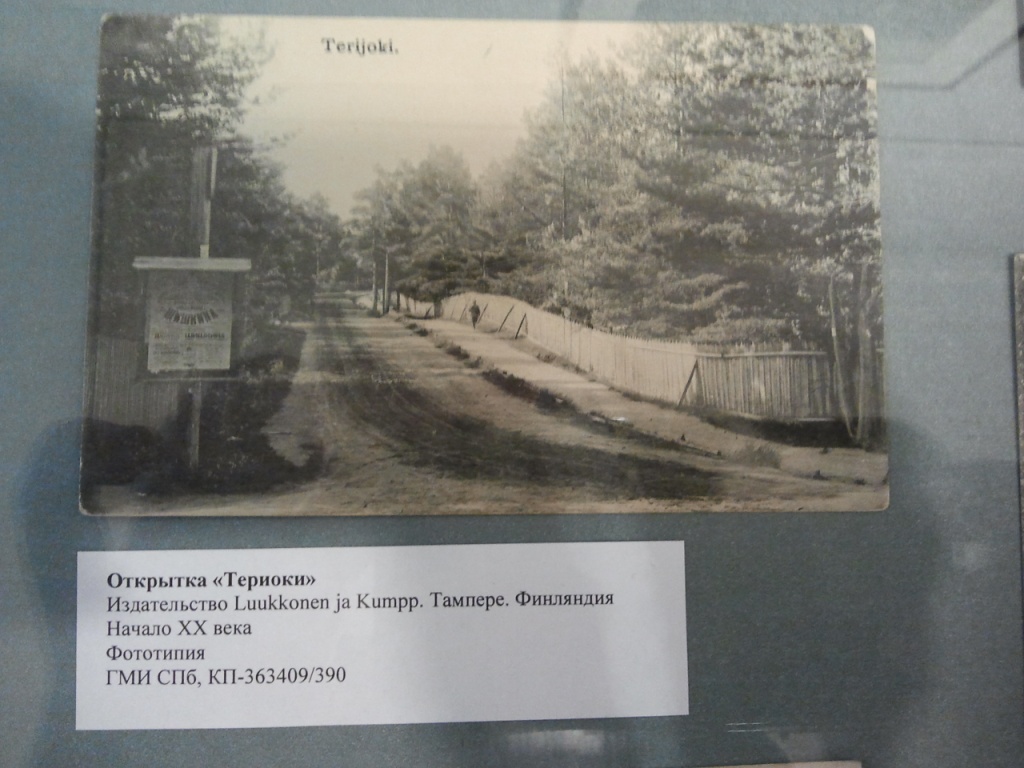 Terijoki.
Открытка «Териоки»
Издательство Luukkonen ja Kumpp. Тампере. Финляндия
Начало XX века
Фототипия
ГМИ СПб, КП-363409/390